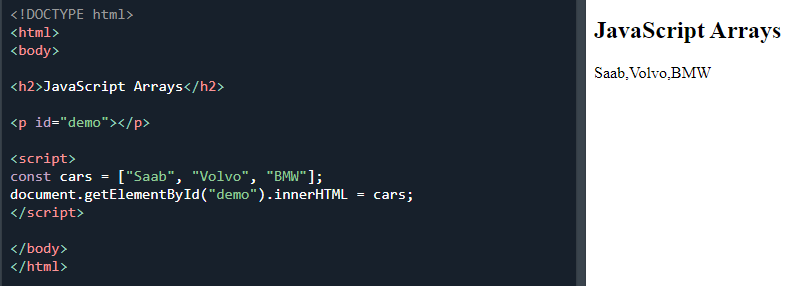 <!DOCTYPE html>
<html>
<body>
<h2>JavaScript Arrays</h2>
<p id="demo"></p>
<script>
const cars = ["Saab", "Volvo", "BMW"];
document.getElementById("demo").innerHTML = cars;
</script>
</body>
</html>
JavaScript Arrays
Saab,Volvo,BMW